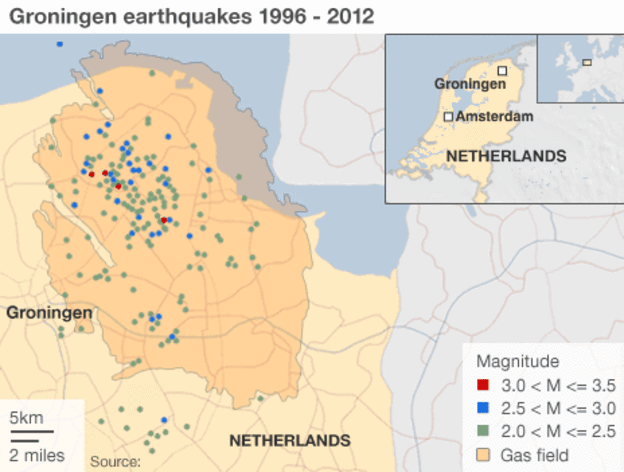 Groningen earthquakes 1996 - 2012
Groningen
Amsterdam
NETHERLANDS
Groningen
Magnitude
3.0 < M <= 3.5
2.5 < M <= 3.0
2.0 < M <= 2.5
Gas field
5km
2 miles
NETHERLANDS
Source: